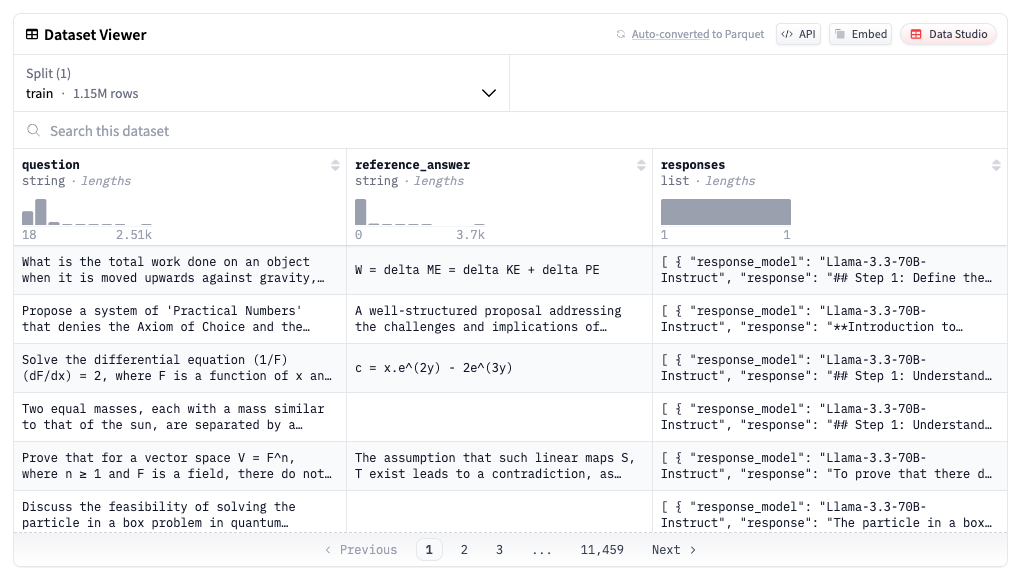 Dataset Viewer
Auto-converted to Parquet
API
Embed
Data Studio
Split (1)
train · 1.15M rows
Search this dataset
question
string · lengths
18 2.51k
reference_answer
string · lengths
0 3.7k
responses
list · lengths
1 1
What is the total work done on an object
when it is moved upwards against gravity,…
W = delta ME = delta KE + delta PE
[ { "response_model": "Llama-3.3-70B-
Instruct", "response": "## Step 1: Define the…
Propose a system of 'Practical Numbers'
that denies the Axiom of Choice and the…
A well-structured proposal addressing
the challenges and implications of…
[ { "response_model": "Llama-3.3-70B-
Instruct", "response": "**Introduction to…
Solve the differential equation (1/F)
(dF/dx) = 2, where F is a function of x an…
c = x.e^(2y) - 2e^(3y)
[ { "response_model": "Llama-3.3-70B-
Instruct", "response": "## Step 1: Understand…
Two equal masses, each with a mass similar
to that of the sun, are separated by a…
[ { "response_model": "Llama-3.3-70B-
Instruct", "response": "## Step 1: Understand…
Prove that for a vector space V = F^n,
where n ≥ 1 and F is a field, there do not…
The assumption that such linear maps S,
T exist leads to a contradiction, as…
[ { "response_model": "Llama-3.3-70B-
Instruct", "response": "To prove that there d…
Discuss the feasibility of solving the
particle in a box problem in quantum…
[ { "response_model": "Llama-3.3-70B-
Instruct", "response": "The particle in a box…
< Previous 1 2 3 ... 11,459 Next >